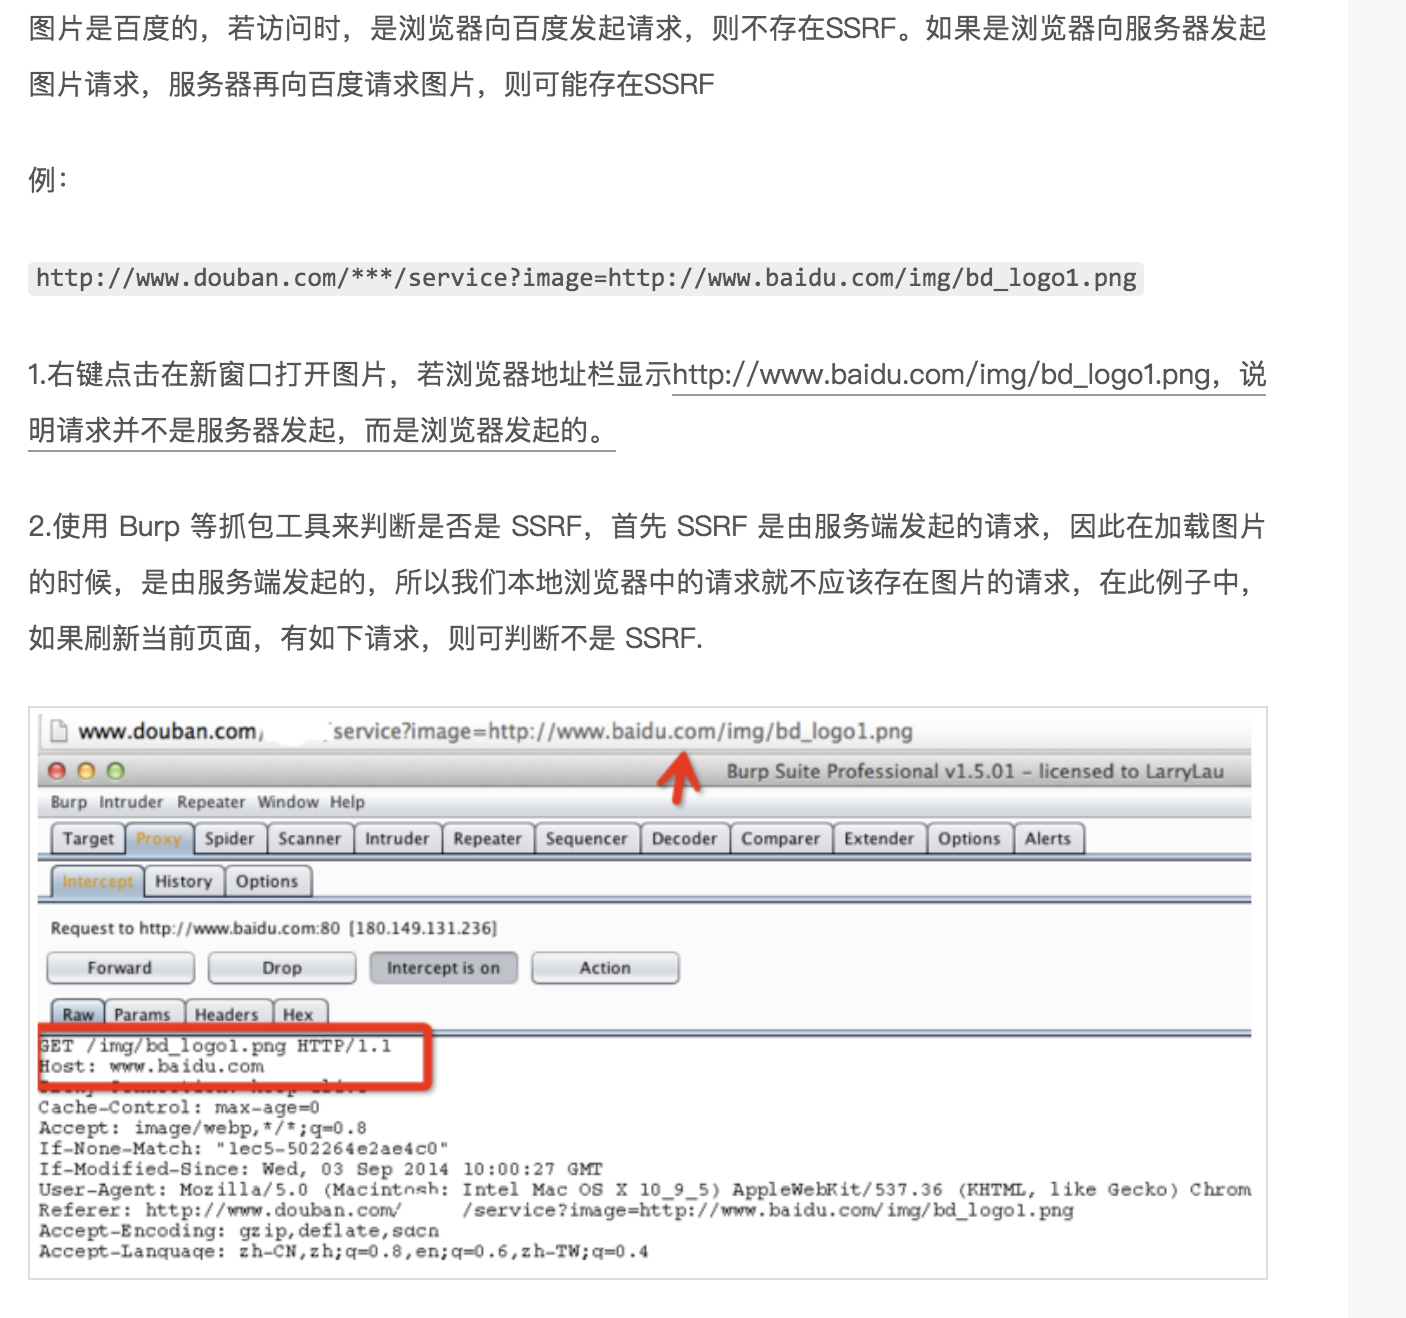 图片是百度的，若访问时，是浏览器向百度发起请求，则不存在SSRF。如果是浏览器向服务器发起
图片请求，服务器再向百度请求图片，则可能存在SSRF
例：
http://www.douban.com/***/service?image=http://www.baidu.com/img/bd_logo1.png
1.右键点击在新窗口打开图片，若浏览器地址栏显示http://www.baidu.com/img/bd_logo1.png，说
明请求并不是服务器发起，而是浏览器发起的。
2.使用 Burp 等抓包工具来判断是否是 SSRF，首先 SSRF 是由服务端发起的请求，因此在加载图片
的时候，是由服务端发起的，所以我们本地浏览器中的请求就不应该存在图片的请求，在此例子中，
如果刷新当前页面，有如下请求，则可判断不是 SSRF.
www.douban.com/ service?image=http://www.baidu.com/img/bd_logo1.png
Burp Suite Professional v1.5.01 – licensed to LarryLau
Burp Intruder Repeater Window Help
Target Proxy Spider Scanner Intruder Repeater Sequencer Decoder Comparer Extender Options Alerts
Intercept History Options
Request to http://www.baidu.com:80 [180.149.131.236]
Forward Drop Intercept is on Action
Raw Params Headers Hex
GET /img/bd_logo1.png HTTP/1.1
Host: www.baidu.com
Cache-Control: max-age=0
Accept: image/webp,*/*;q=0.8
If-None-Match: "1ec5-502264e2ae4c0"
If-Modified-Since: Wed, 03 Sep 2014 10:00:27 GMT
User-Agent: Mozilla/5.0 (Macintosh: Intel Mac OS X 10_9_5) AppleWebKit/537.36 (KHTML, like Gecko) Chrom
Referer: http://www.douban.com/ /service?image=http://www.baidu.com/img/bd_logo1.png
Accept-Encoding: gzip,deflate,sdcn
Accept-Language: zh-CN,zh;q=0.8,en;q=0.6,zh-TW;q=0.4